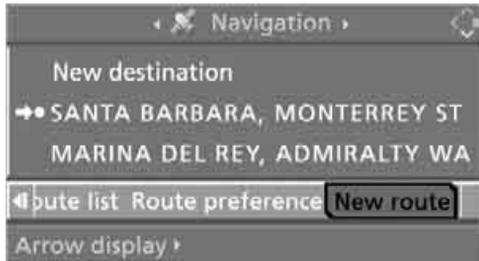 Navigation
New destination
SANTA BARBARA, MONTERREY ST
MARINA DEL REY, ADMIRALTY WA
oute list Route preference New route
Arrow display